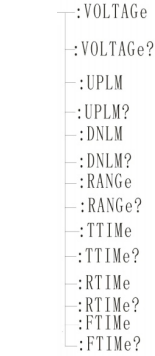 :VOLTAGe
:VOLTAGe?
:UPLM
:UPLM?
:DNLM
:DNLM?
:RANGe
:RANGe?
:TTIMe
:TTIMe?
:RTIMe
:RTIMe?
:FTIMe
:FTIMe?